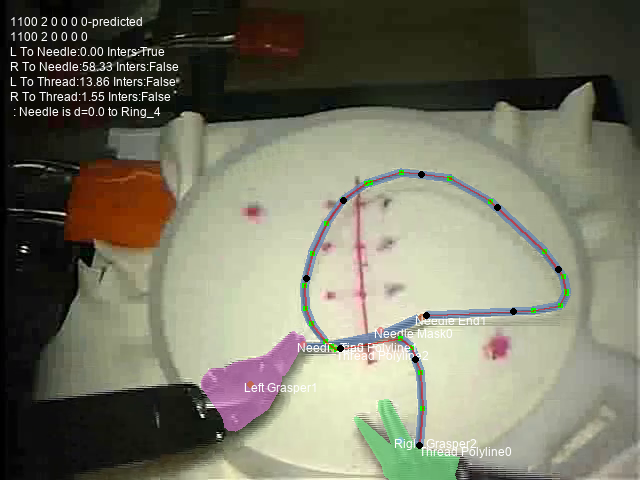 1100 2 0 0 0 0-predicted
1100 2 0 0 0 0
L To Needle:0.00 Inters:True
R To Needle:58.33 Inters:False
L To Thread:13.86 Inters:False
R To Thread:1.55 Inters:False
: Needle is d=0.0 to Ring_4
Needle End1
Needle Mask0
Thread Polyline2
Left Grasper1
Right Grasper2
Thread Polyline0